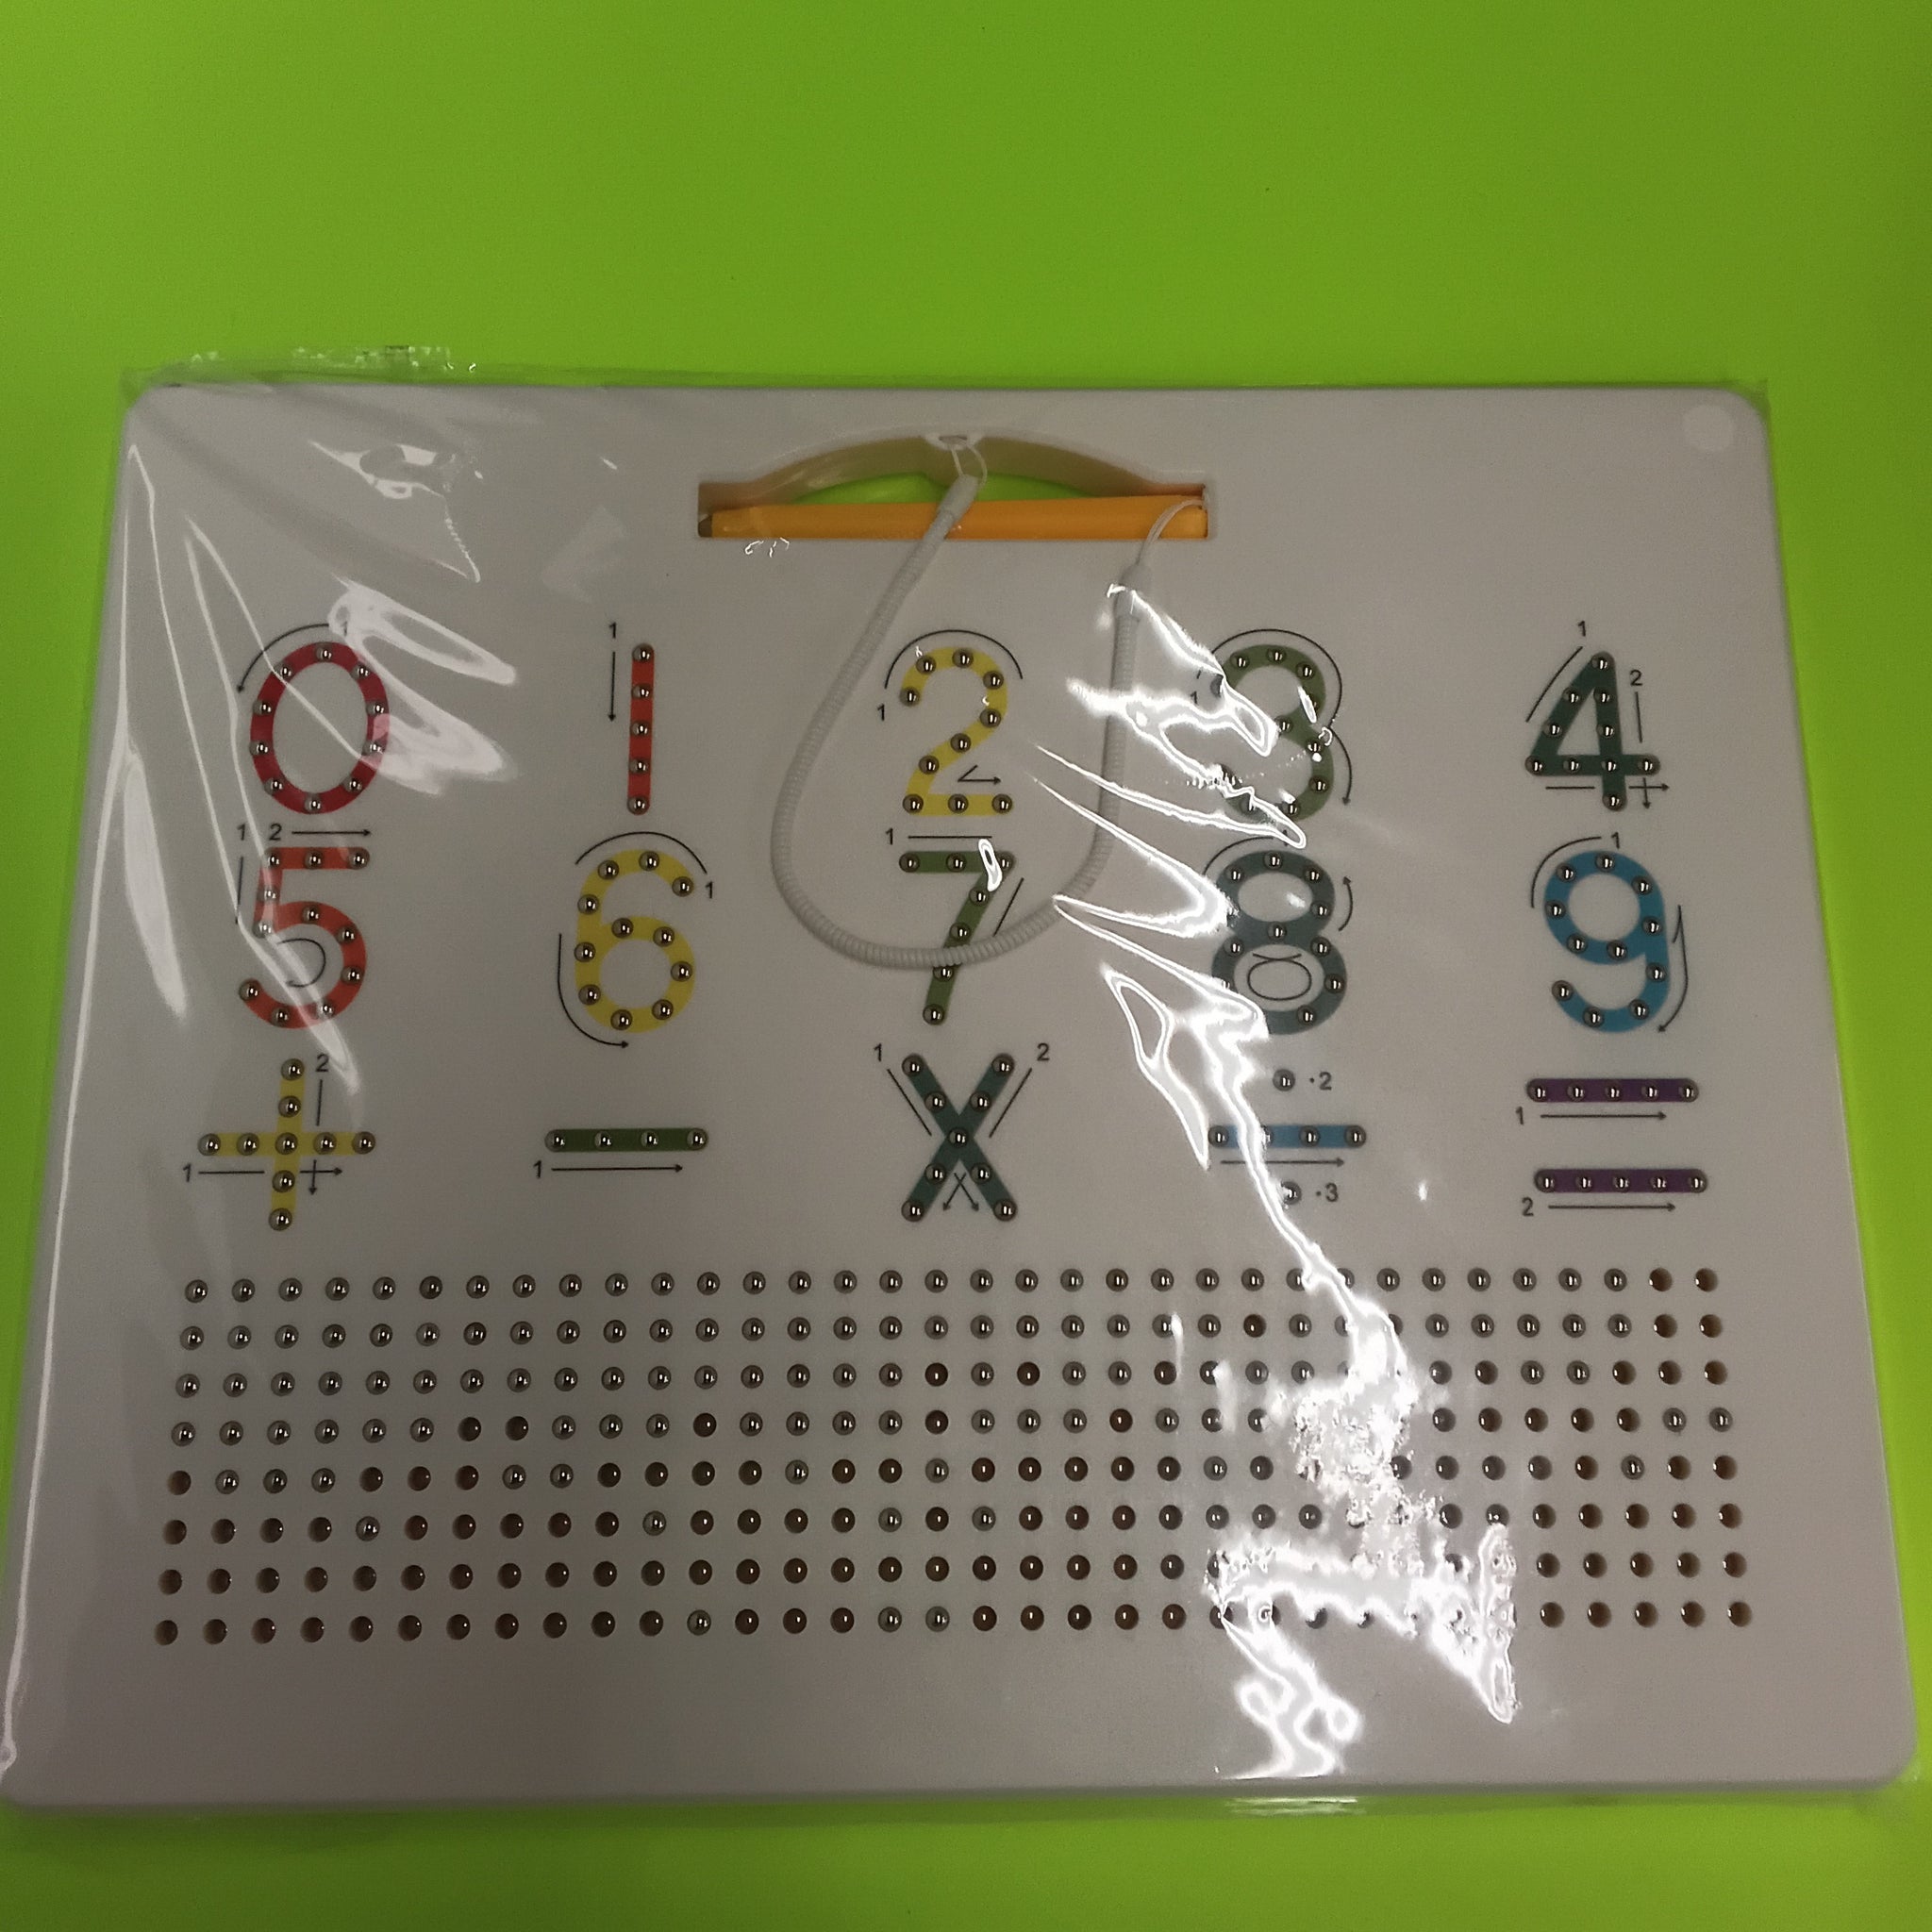 0 1 2 3 4
5 6 7 8 9
+ − × ÷ =